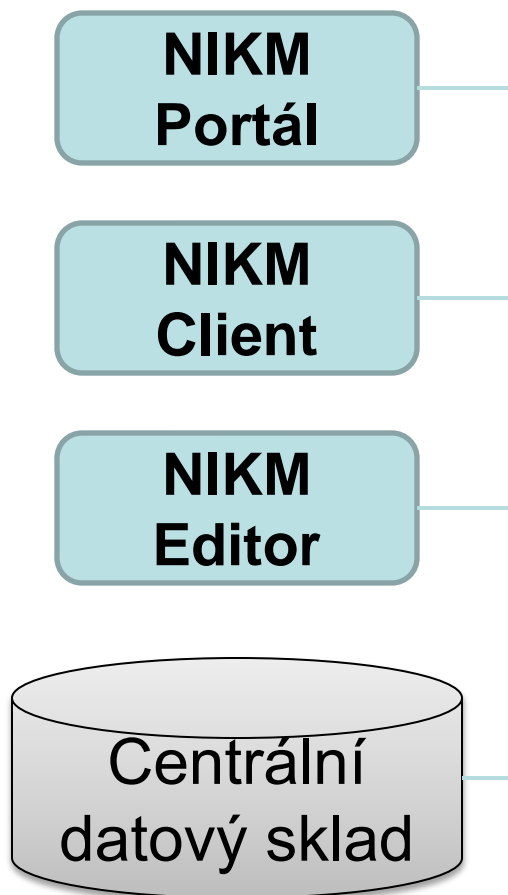 NIKM
Portál
NIKM
Client
NIKM
Editor
Centrální
datový sklad